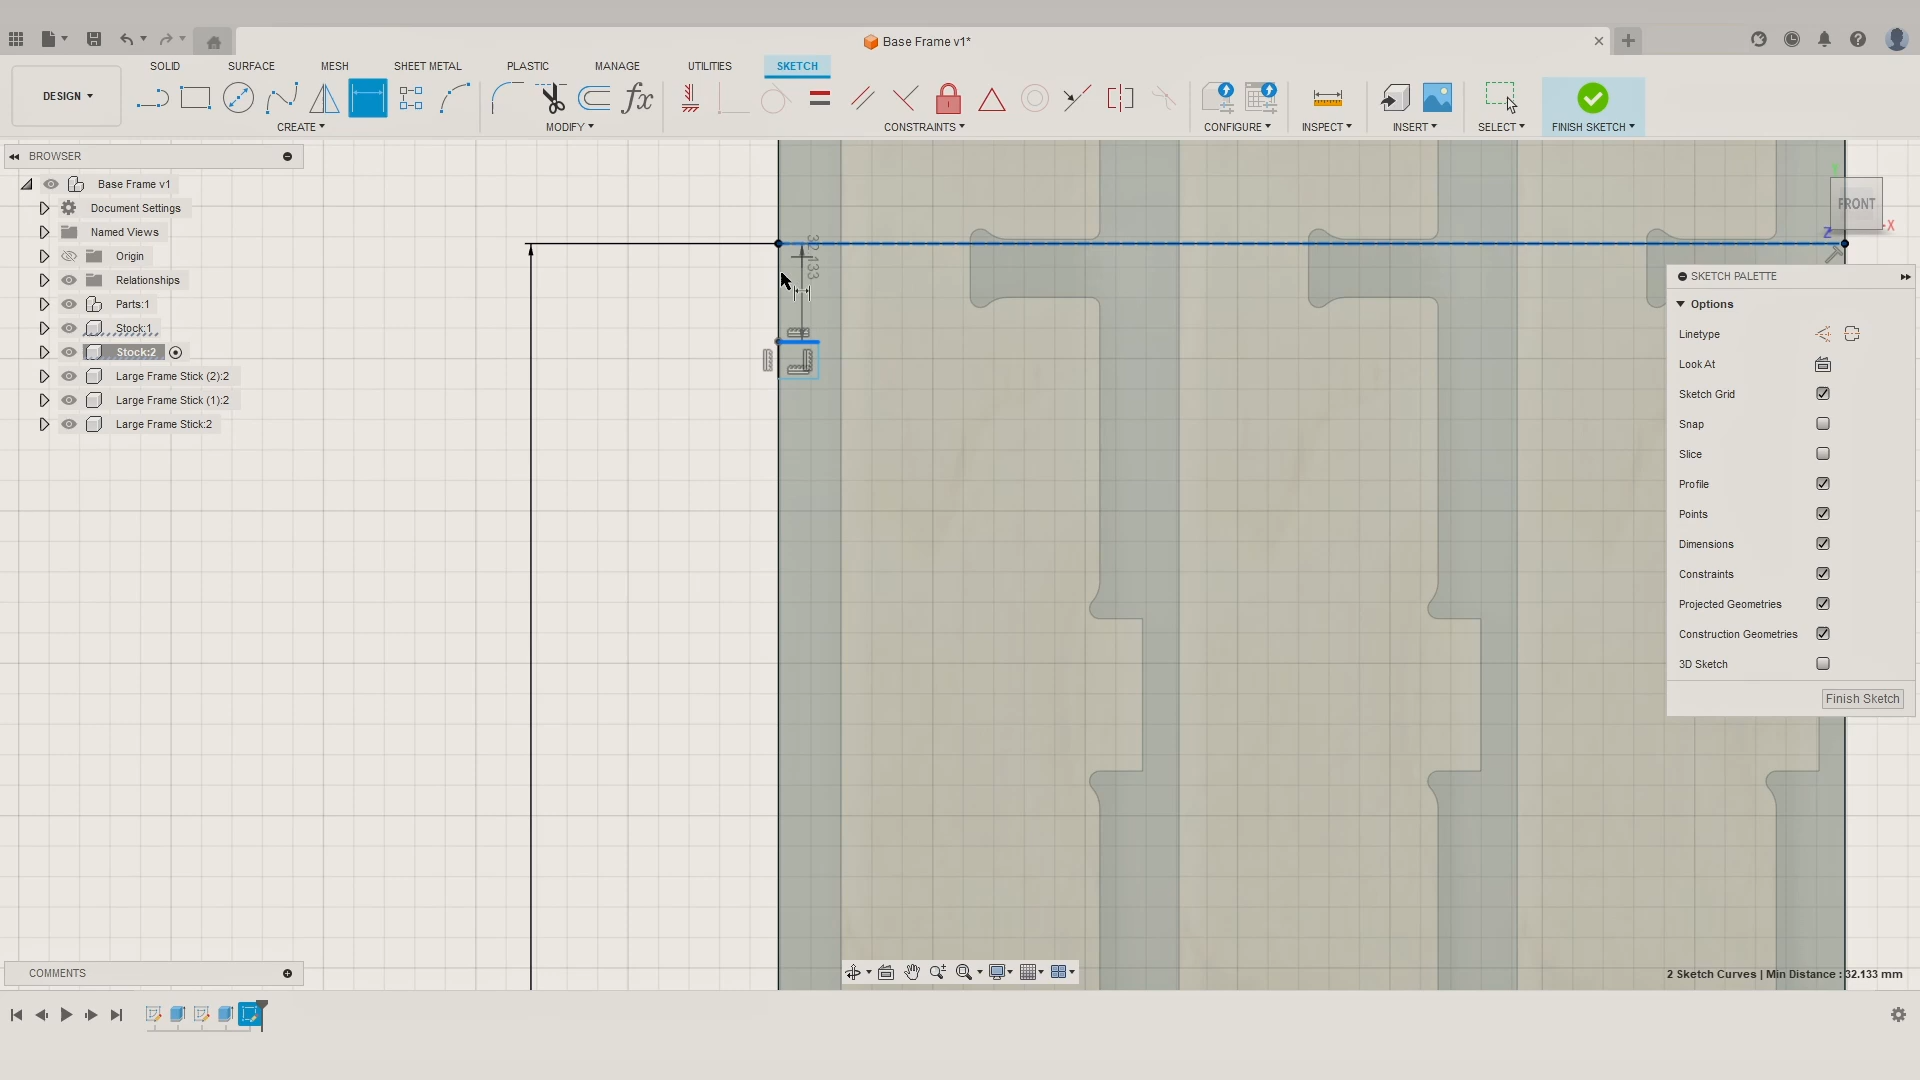 Base Frame v1*
SOLID SURFACE MESH SHEET METAL PLASTIC MANAGE UTILITIES SKETCH
DESIGN
fx
CREATE MODIFY CONSTRAINTS CONFIGURE INSPECT INSERT SELECT FINISH SKETCH
BROWSER
Base Frame v1
Document Settings
Named Views
Origin
Relationships
Parts:1
Stock:1
Stock:2
Large Frame Stick (2):2
Large Frame Stick (1):2
Large Frame Stick:2
32.133
FRONT
X
Z
SKETCH PALETTE
Options
Linetype
Look At
Sketch Grid
Snap
Slice
Profile
Points
Dimensions
Constraints
Projected Geometries
Construction Geometries
3D Sketch
Finish Sketch
COMMENTS
2 Sketch Curves | Min Distance : 32.133 mm